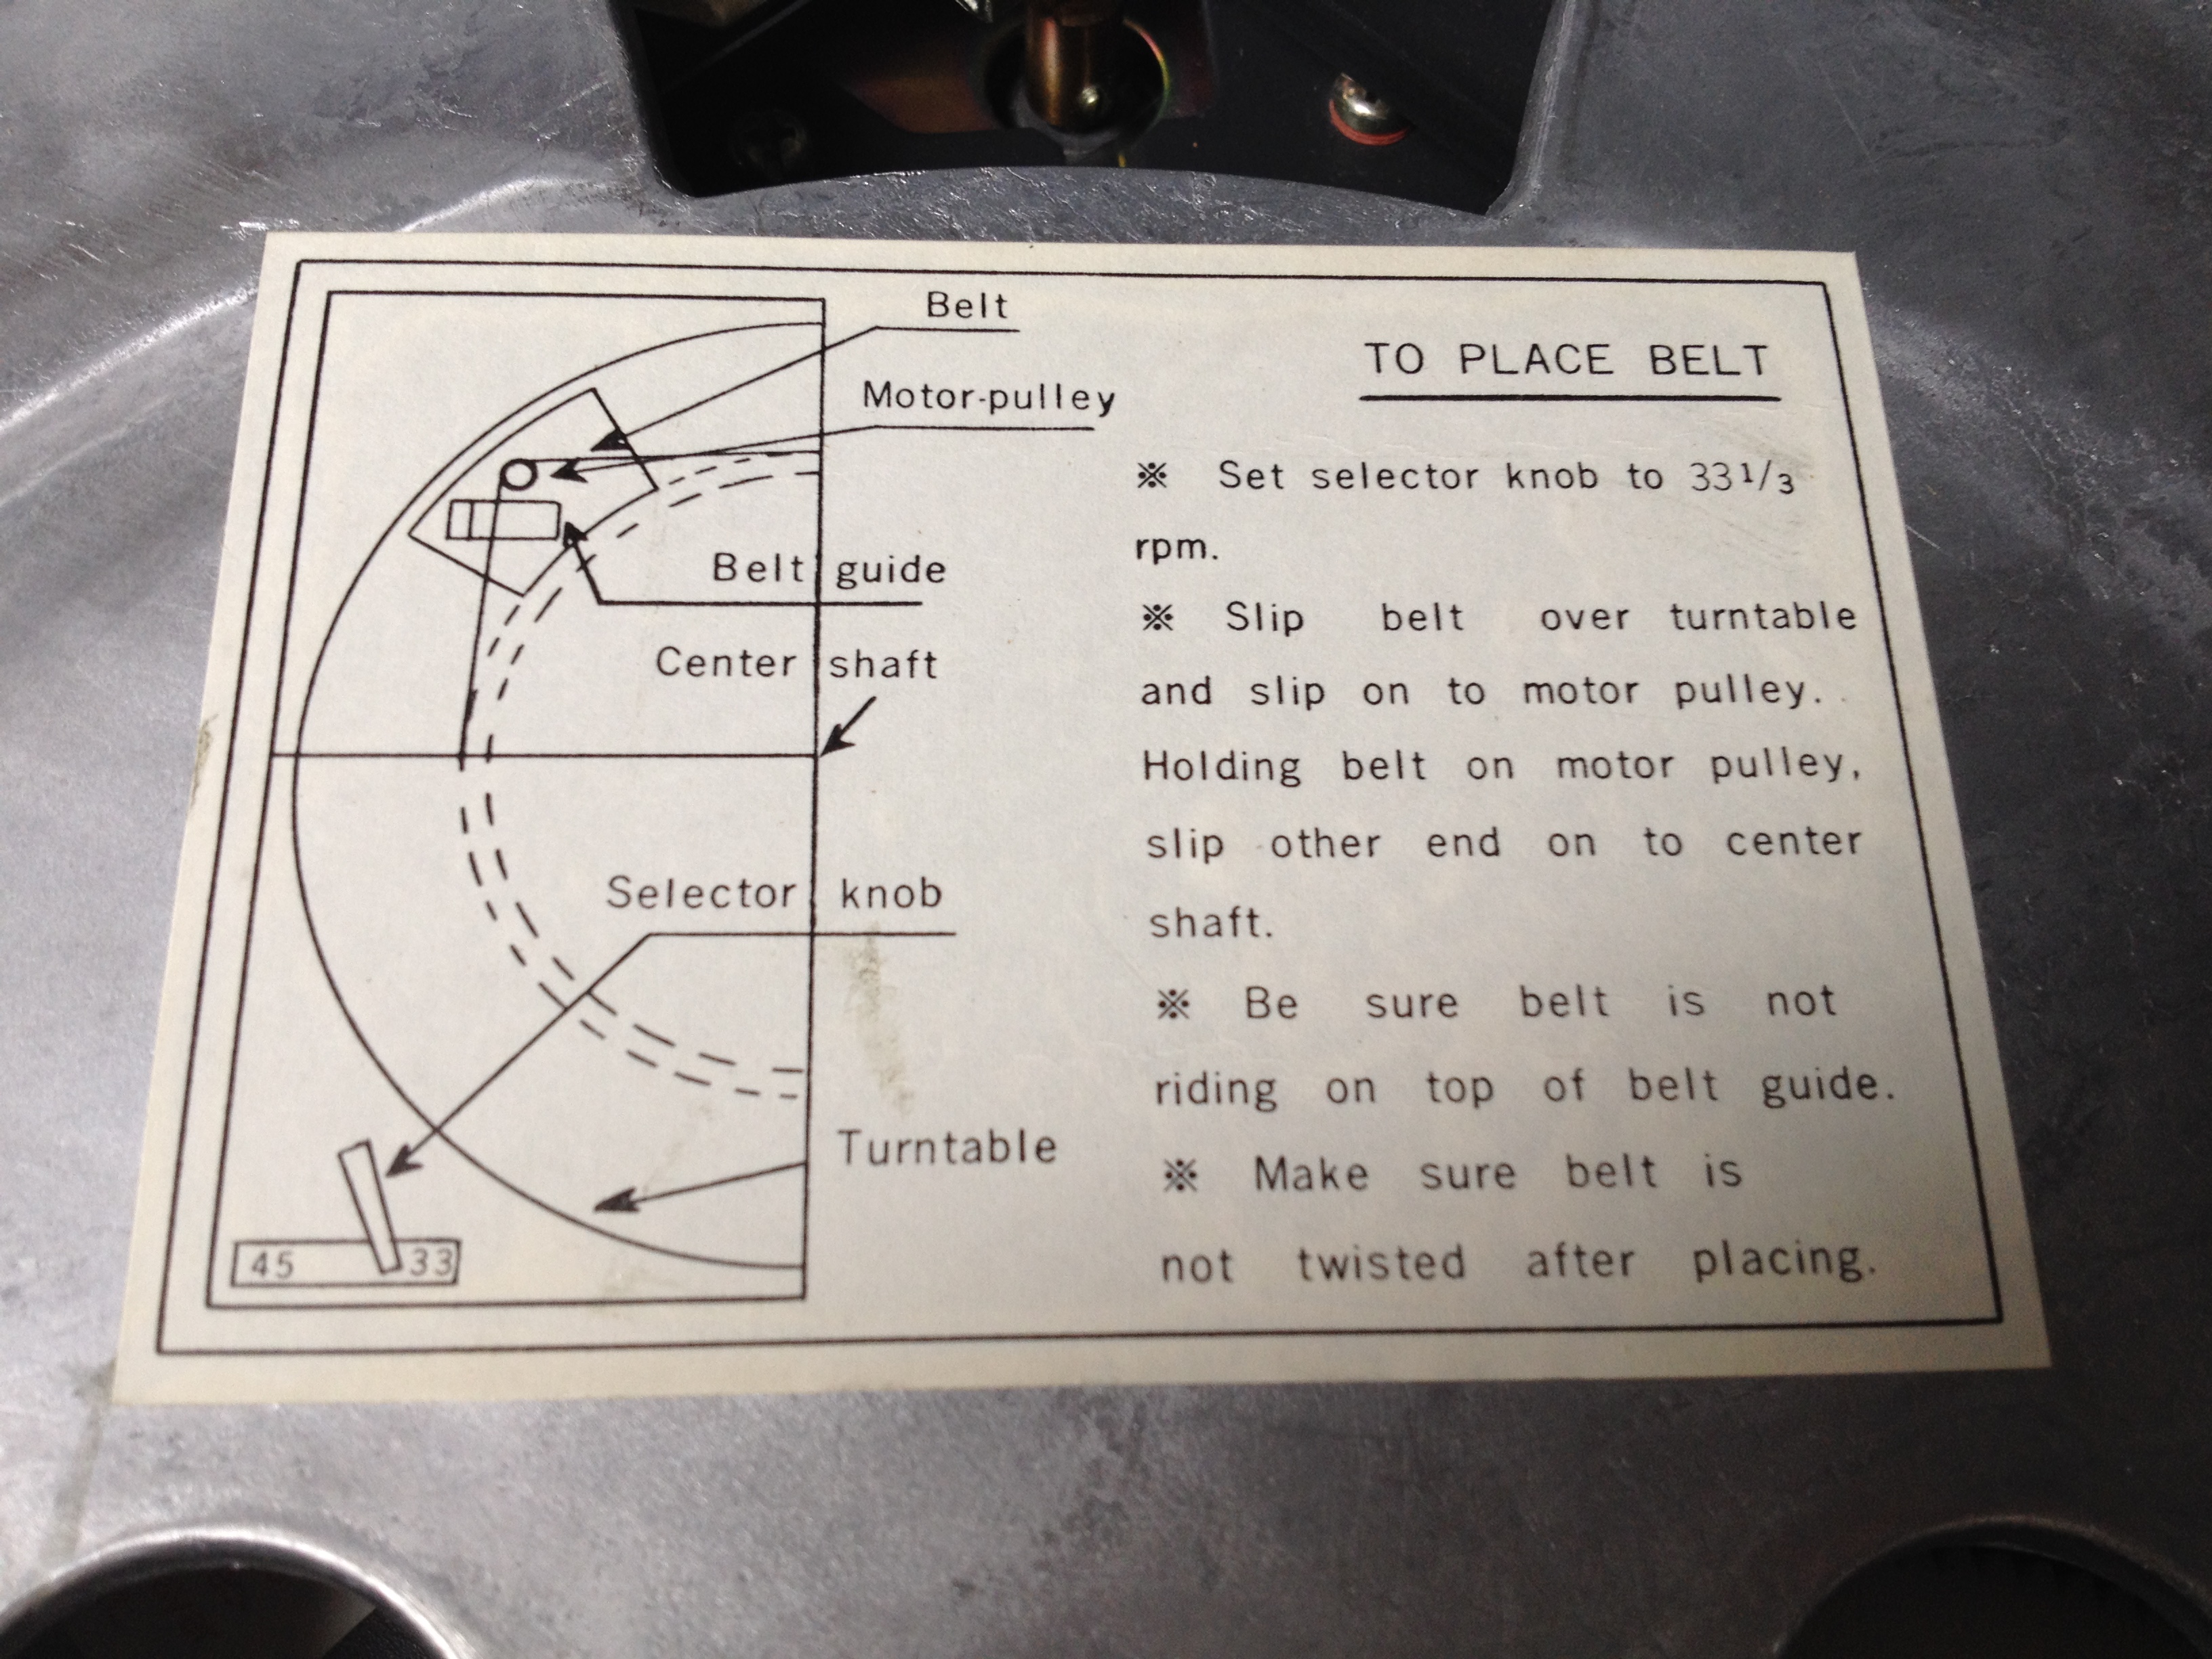 Belt
Motor-pulley
Belt guide
Center shaft
Selector knob
Turntable
45 33
TO PLACE BELT
※ Set selector knob to 33 1/3
rpm.
※ Slip belt over turntable
and slip on to motor pulley.
Holding belt on motor pulley,
slip other end on to center
shaft.
※ Be sure belt is not
riding on top of belt guide.
※ Make sure belt is
not twisted after placing.